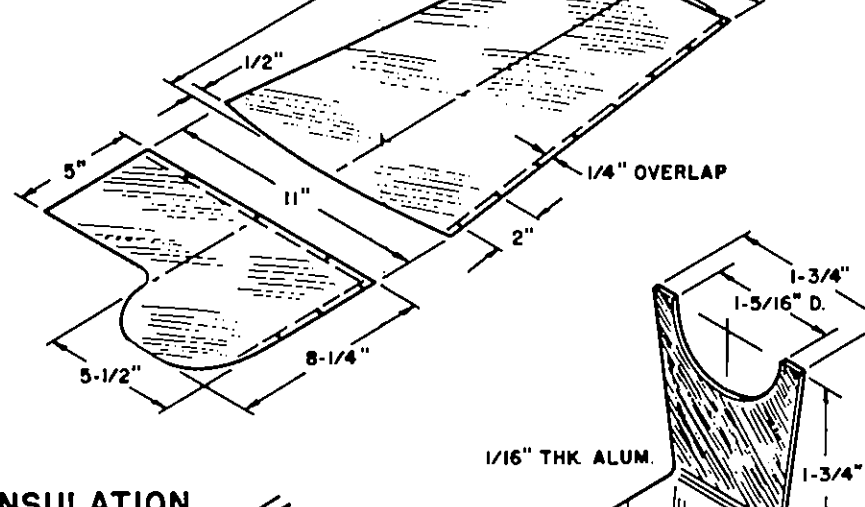 1/2"
5"
11"
1/4" OVERLAP
2"
1-3/4"
1-5/16" D.
8-1/4"
5-1/2"
1/16" THK. ALUM.
1-3/4"
NSULATION